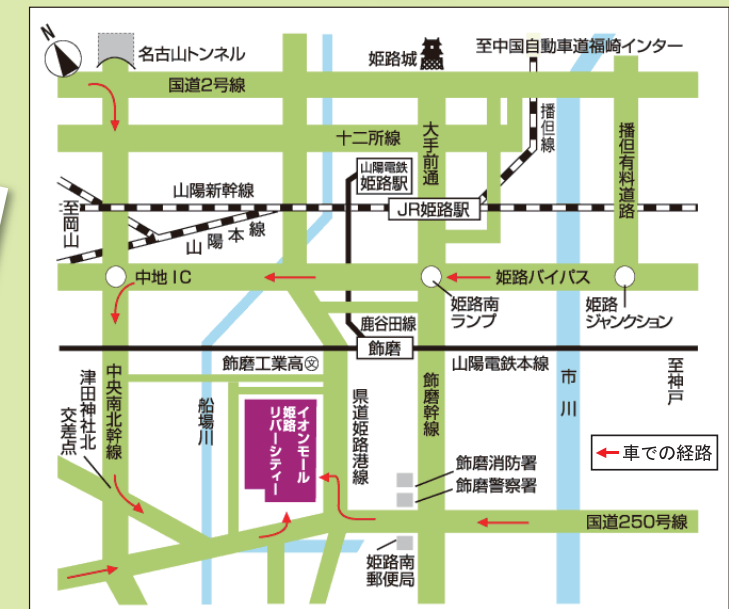 N
名古山トンネル
姫路城
至中国自動車道福崎インター
国道2号線
十二所線
大手前通
播但線
播但有料道路
山陽電鉄
姫路駅
山陽新幹線
JR姫路駅
至岡山
山陽本線
中地IC
姫路バイパス
姫路南
ランプ
姫路
ジャンクション
鹿谷田線
飾磨
飾磨工業高㉆
山陽電鉄本線
至神戸
津田神社北
交差点
中央南北幹線
船場川
イオンモール
姫路
リバーシティー
県道姫路港線
飾磨幹線
市川
車での経路
飾磨消防署
飾磨警察署
国道250号線
姫路南
郵便局